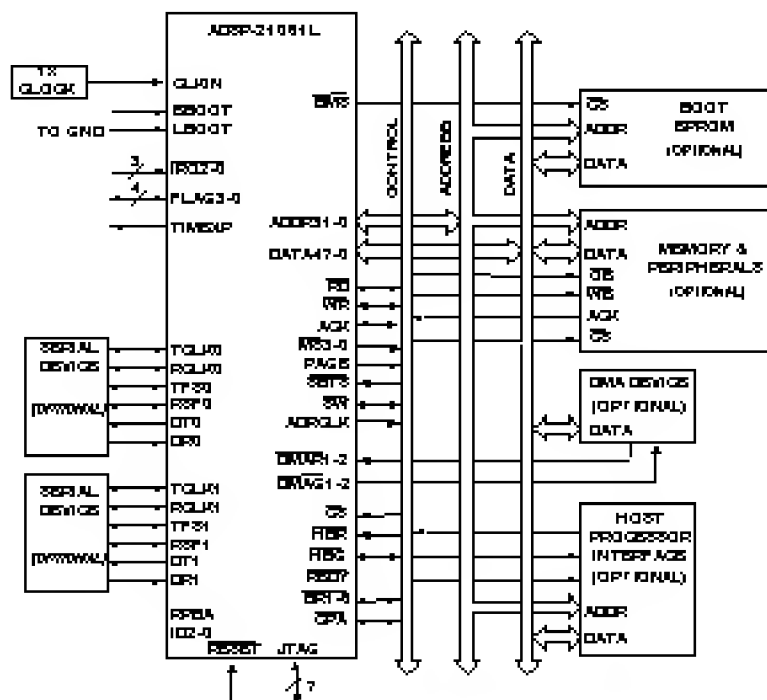 ADSP-21061L
1X
CLOCK
CLKIN
EBOOT
TO GND
LBOOT
3
IRQ2-0
4
FLAG3-0
TIMEXP
BMS
CONTROL
ADDRESS
DATA
CS
BOOT
EPROM
(OPTIONAL)
ADDR
DATA
ADDR31-0
DATA47-0
ADDR
DATA
MEMORY &
PERIPHERALS
(OPTIONAL)
OE
WE
ACK
CS
RD
WR
ACK
MS3-0
PAGE
SBTS
SW
ADRCLK
SERIAL
DEVICE
(OPTIONAL)
TCLK0
RCLK0
TFS0
RSF0
DT0
DR0
DMA DEVICE
(OPTIONAL)
DATA
DMAR1-2
DMAG1-2
SERIAL
DEVICE
(OPTIONAL)
TCLK1
RCLK1
TFS1
RSF1
DT1
DR1
CS
HBR
HBG
REDY
BR1-6
CPA
HOST
PROCESSOR
INTERFACE
(OPTIONAL)
ADDR
DATA
RPBA
ID2-0
RESET
JTAG
7